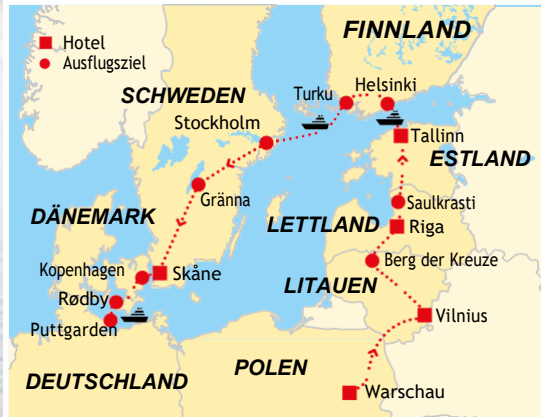 Hotel
Ausflugsziel
FINNLAND
SCHWEDEN
Turku
Helsinki
Stockholm
Tallinn
ESTLAND
Gränna
Saulkrasti
DÄNEMARK
LETTLAND
Riga
Kopenhagen
Skåne
Berg der Kreuze
LITAUEN
Rødby
Puttgarden
Vilnius
POLEN
DEUTSCHLAND
Warschau